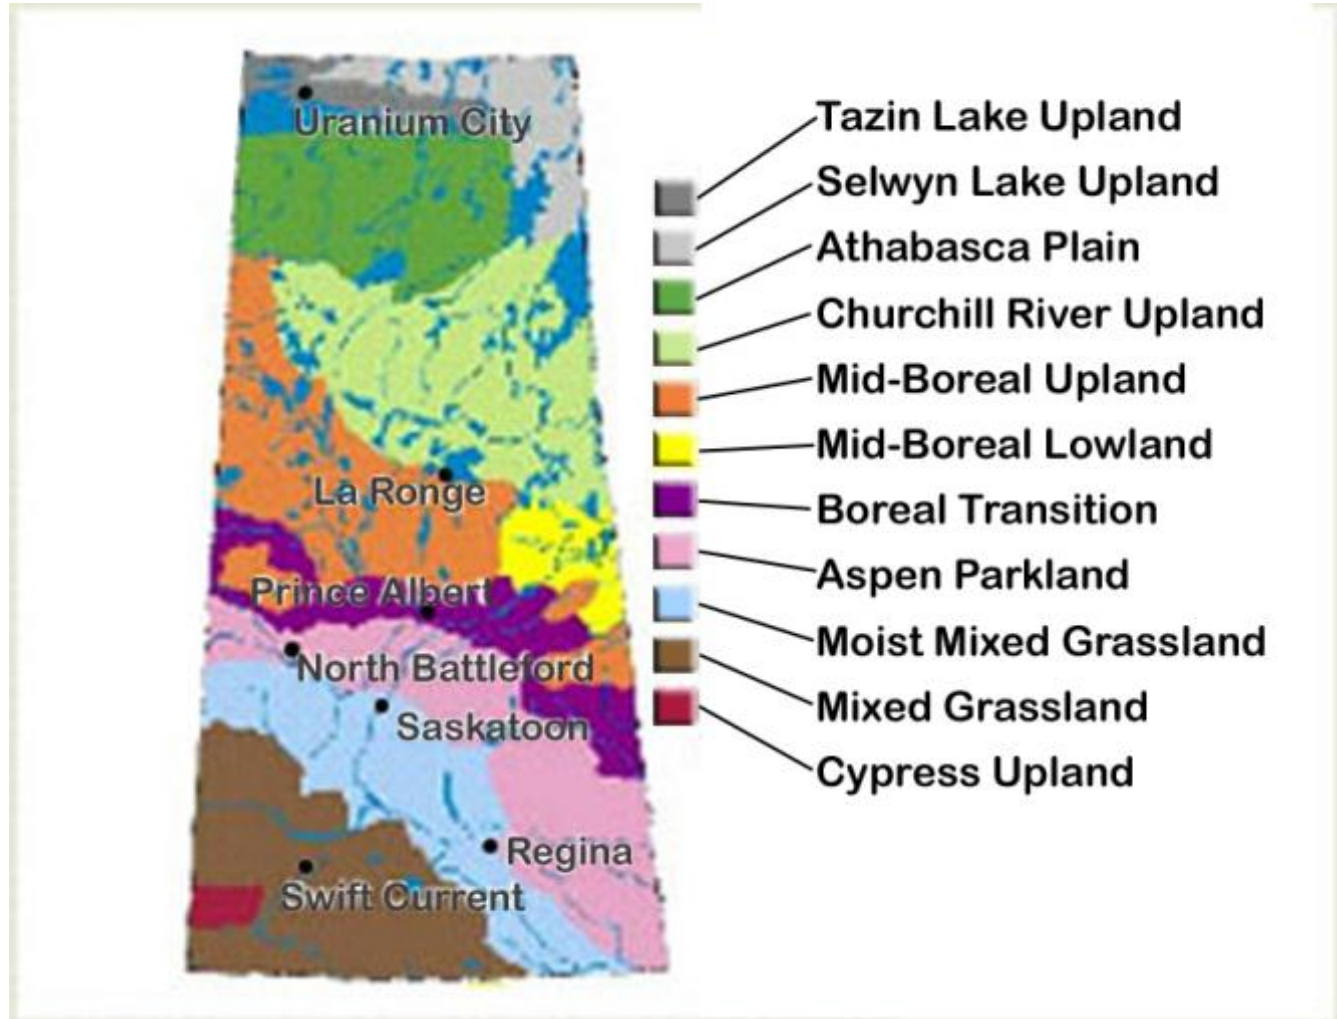 Uranium City
La Ronge
Prince Albert
North Battleford
Saskatoon
Regina
Swift Current
Tazin Lake Upland
Selwyn Lake Upland
Athabasca Plain
Churchill River Upland
Mid-Boreal Upland
Mid-Boreal Lowland
Boreal Transition
Aspen Parkland
Moist Mixed Grassland
Mixed Grassland
Cypress Upland